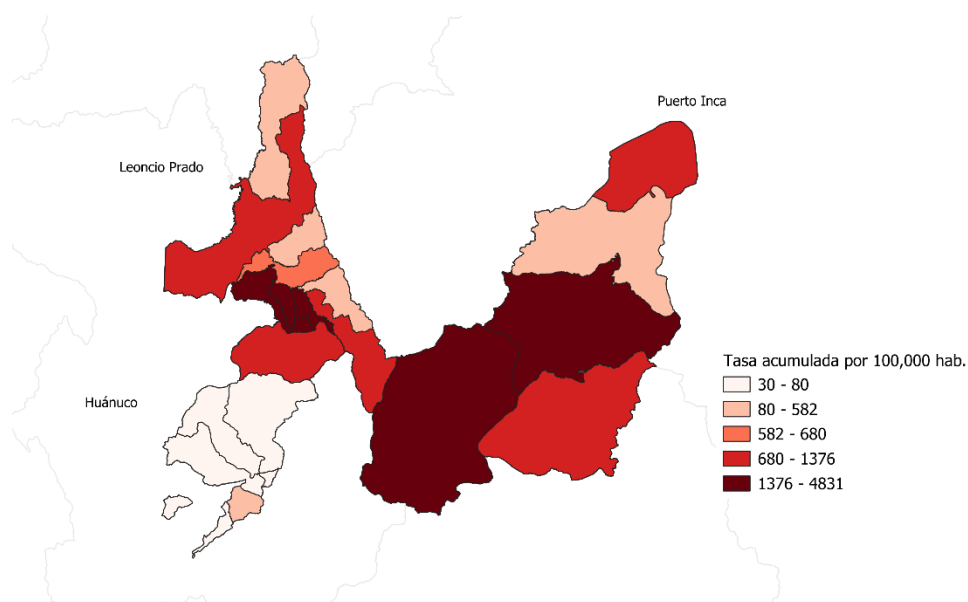 Puerto Inca
Leoncio Prado
Huánuco
Tasa acumulada por 100,000 hab.
30 - 80
80 - 582
582 - 680
680 - 1376
1376 - 4831